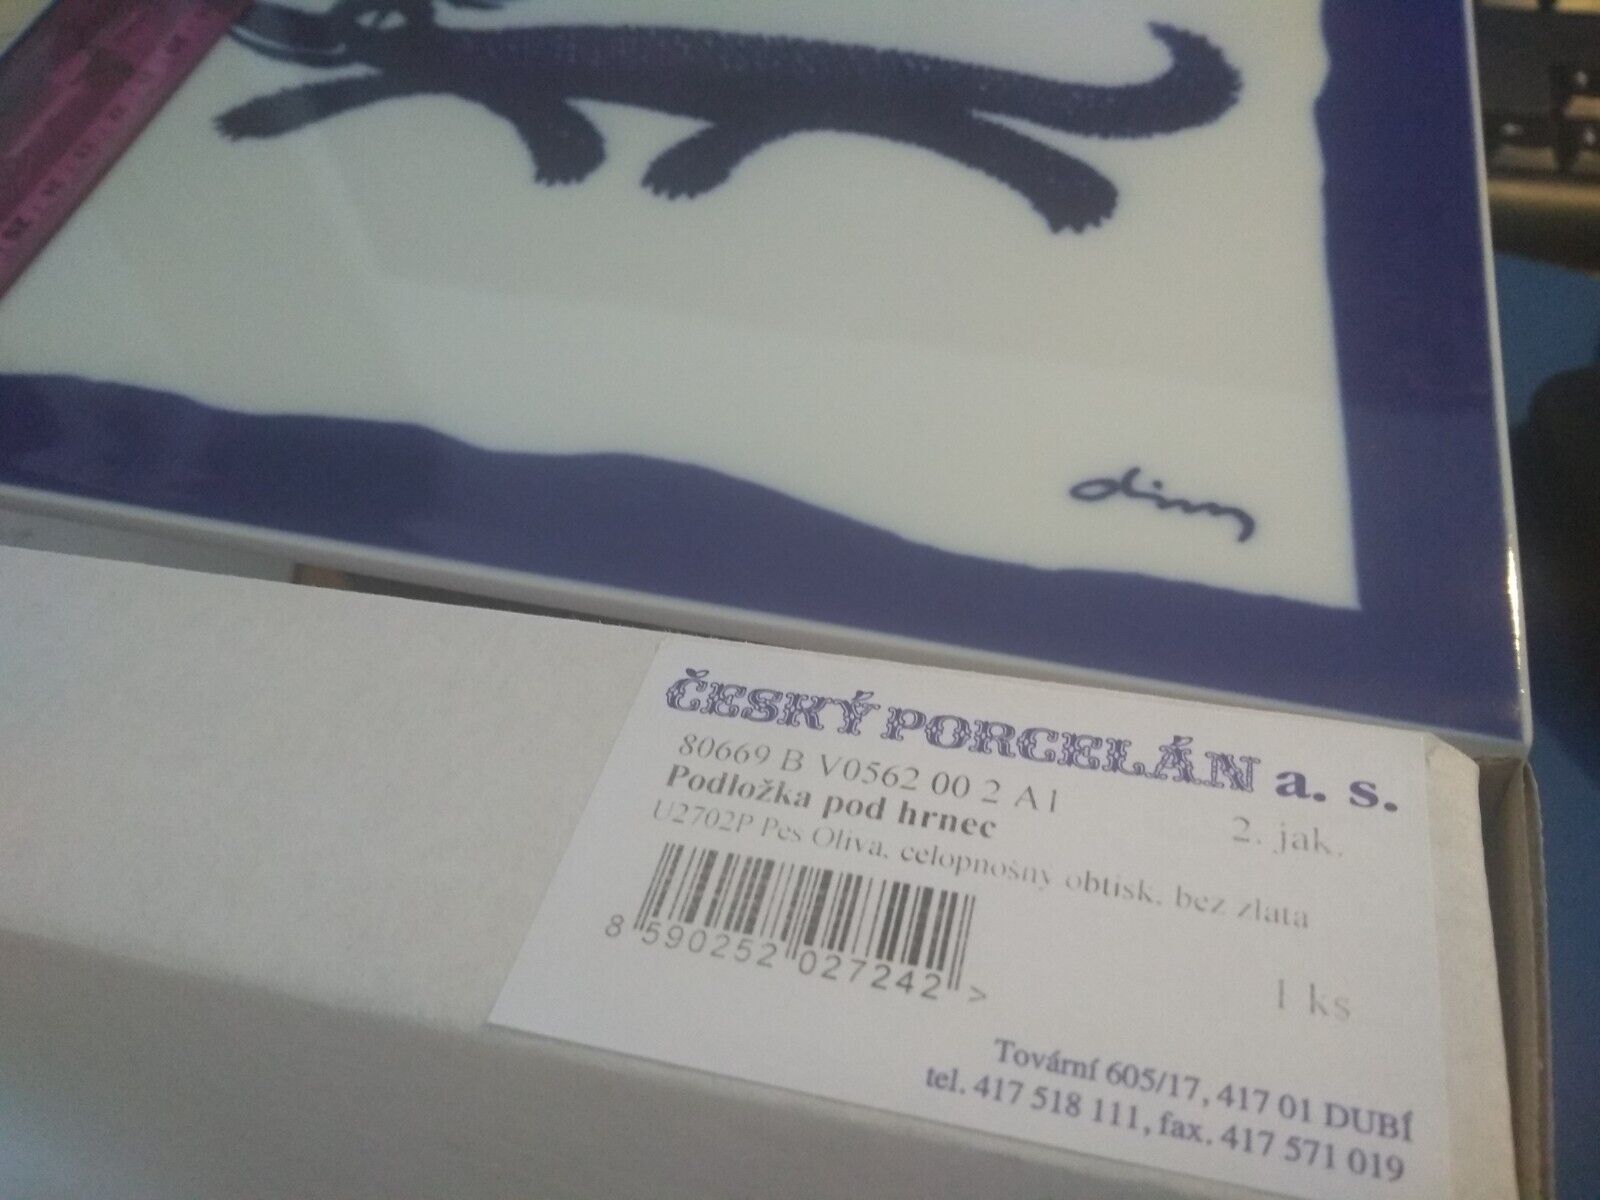 ČESKÝ PORCELÁN a. s.
80669 B V0562 00 2 A1
2. jak.
Podložka pod hrnec
U2702P Pes Oliva, celopnošný obtisk, bez zlata
8 590252 027242 >
1 ks
Tovární 605/17, 417 01 DUBÍ
tel. 417 518 111, fax. 417 571 019